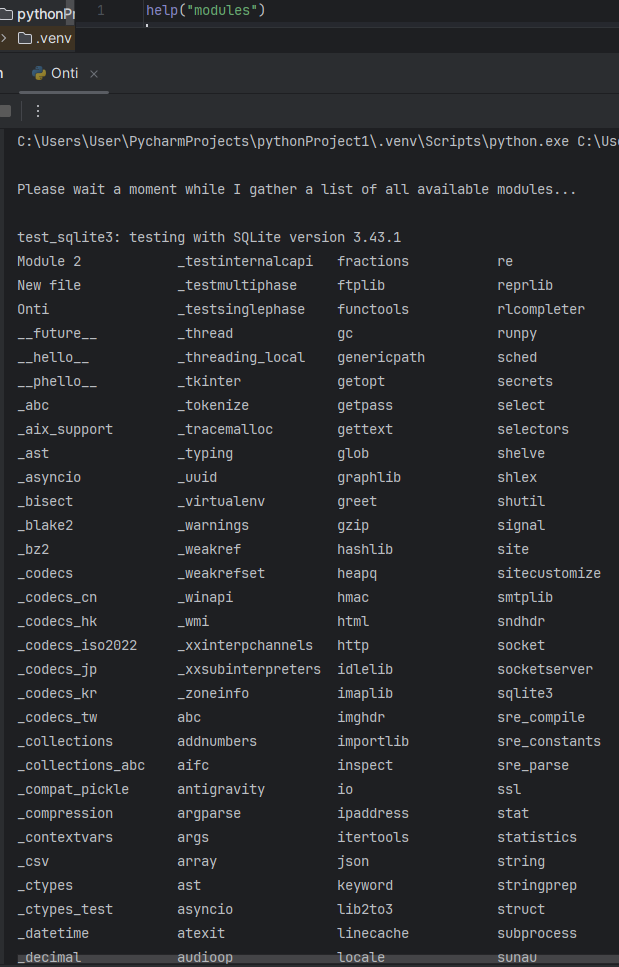 pythonPr 1 help("modules")
.venv
n Onti
C:\Users\User\PycharmProjects\pythonProject1\.venv\Scripts\python.exe C:\Use
Please wait a moment while I gather a list of all available modules...
test_sqlite3: testing with SQLite version 3.43.1
Module 2 _testinternalcapi fractions re
New file _testmultiphase ftplib reprlib
Onti _testsinglephase functools rlcompleter
__future__ _thread gc runpy
__hello__ _threading_local genericpath sched
__phello__ _tkinter getopt secrets
_abc _tokenize getpass select
_aix_support _tracemalloc gettext selectors
_ast _typing glob shelve
_asyncio _uuid graphlib shlex
_bisect _virtualenv greet shutil
_blake2 _warnings gzip signal
_bz2 _weakref hashlib site
_codecs _weakrefset heapq sitecustomize
_codecs_cn _winapi hmac smtplib
_codecs_hk _wmi html sndhdr
_codecs_iso2022 _xxinterpchannels http socket
_codecs_jp _xxsubinterpreters idlelib socketserver
_codecs_kr _zoneinfo imaplib sqlite3
_codecs_tw abc imghdr sre_compile
_collections addnumbers importlib sre_constants
_collections_abc aifc inspect sre_parse
_compat_pickle antigravity io ssl
_compression argparse ipaddress stat
_contextvars args itertools statistics
_csv array json string
_ctypes ast keyword stringprep
_ctypes_test asyncio lib2to3 struct
_datetime atexit linecache subprocess
_decimal audioop locale sunau